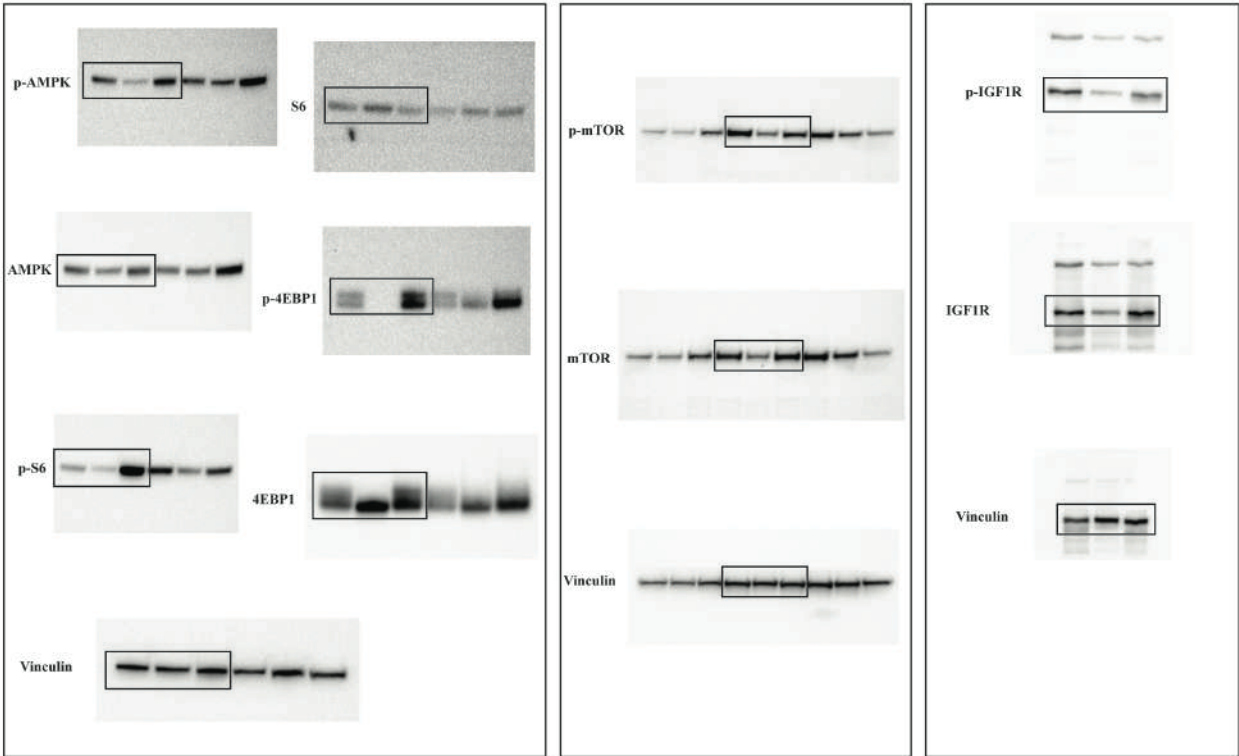 p-AMPK
S6
AMPK
p-4EBP1
p-S6
4EBP1
Vinculin
p-mTOR
mTOR
Vinculin
p-IGF1R
IGF1R
Vinculin